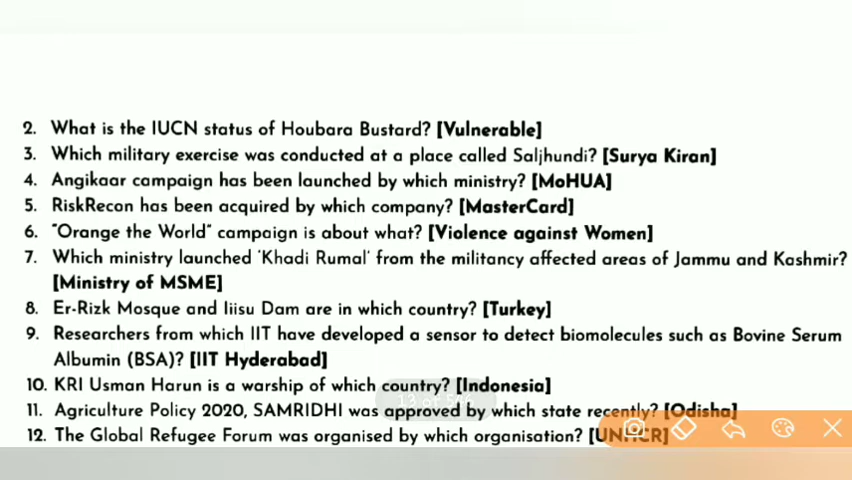 2. What is the IUCN status of Houbara Bustard? [Vulnerable]
3. Which military exercise was conducted at a place called Saljhundi? [Surya Kiran]
4. Angikaar campaign has been launched by which ministry? [MoHUA]
5. RiskRecon has been acquired by which company? [MasterCard]
6. "Orange the World" campaign is about what? [Violence against Women]
7. Which ministry launched 'Khadi Rumal' from the militancy affected areas of Jammu and Kashmir?
[Ministry of MSME]
8. Er-Rizk Mosque and Iiisu Dam are in which country? [Turkey]
9. Researchers from which IIT have developed a sensor to detect biomolecules such as Bovine Serum
Albumin (BSA)? [IIT Hyderabad]
10. KRI Usman Harun is a warship of which country? [Indonesia]
13 of 546
11. Agriculture Policy 2020, SAMRIDHI was approved by which state recently? [Odisha]
12. The Global Refugee Forum was organised by which organisation? [UNHCR]